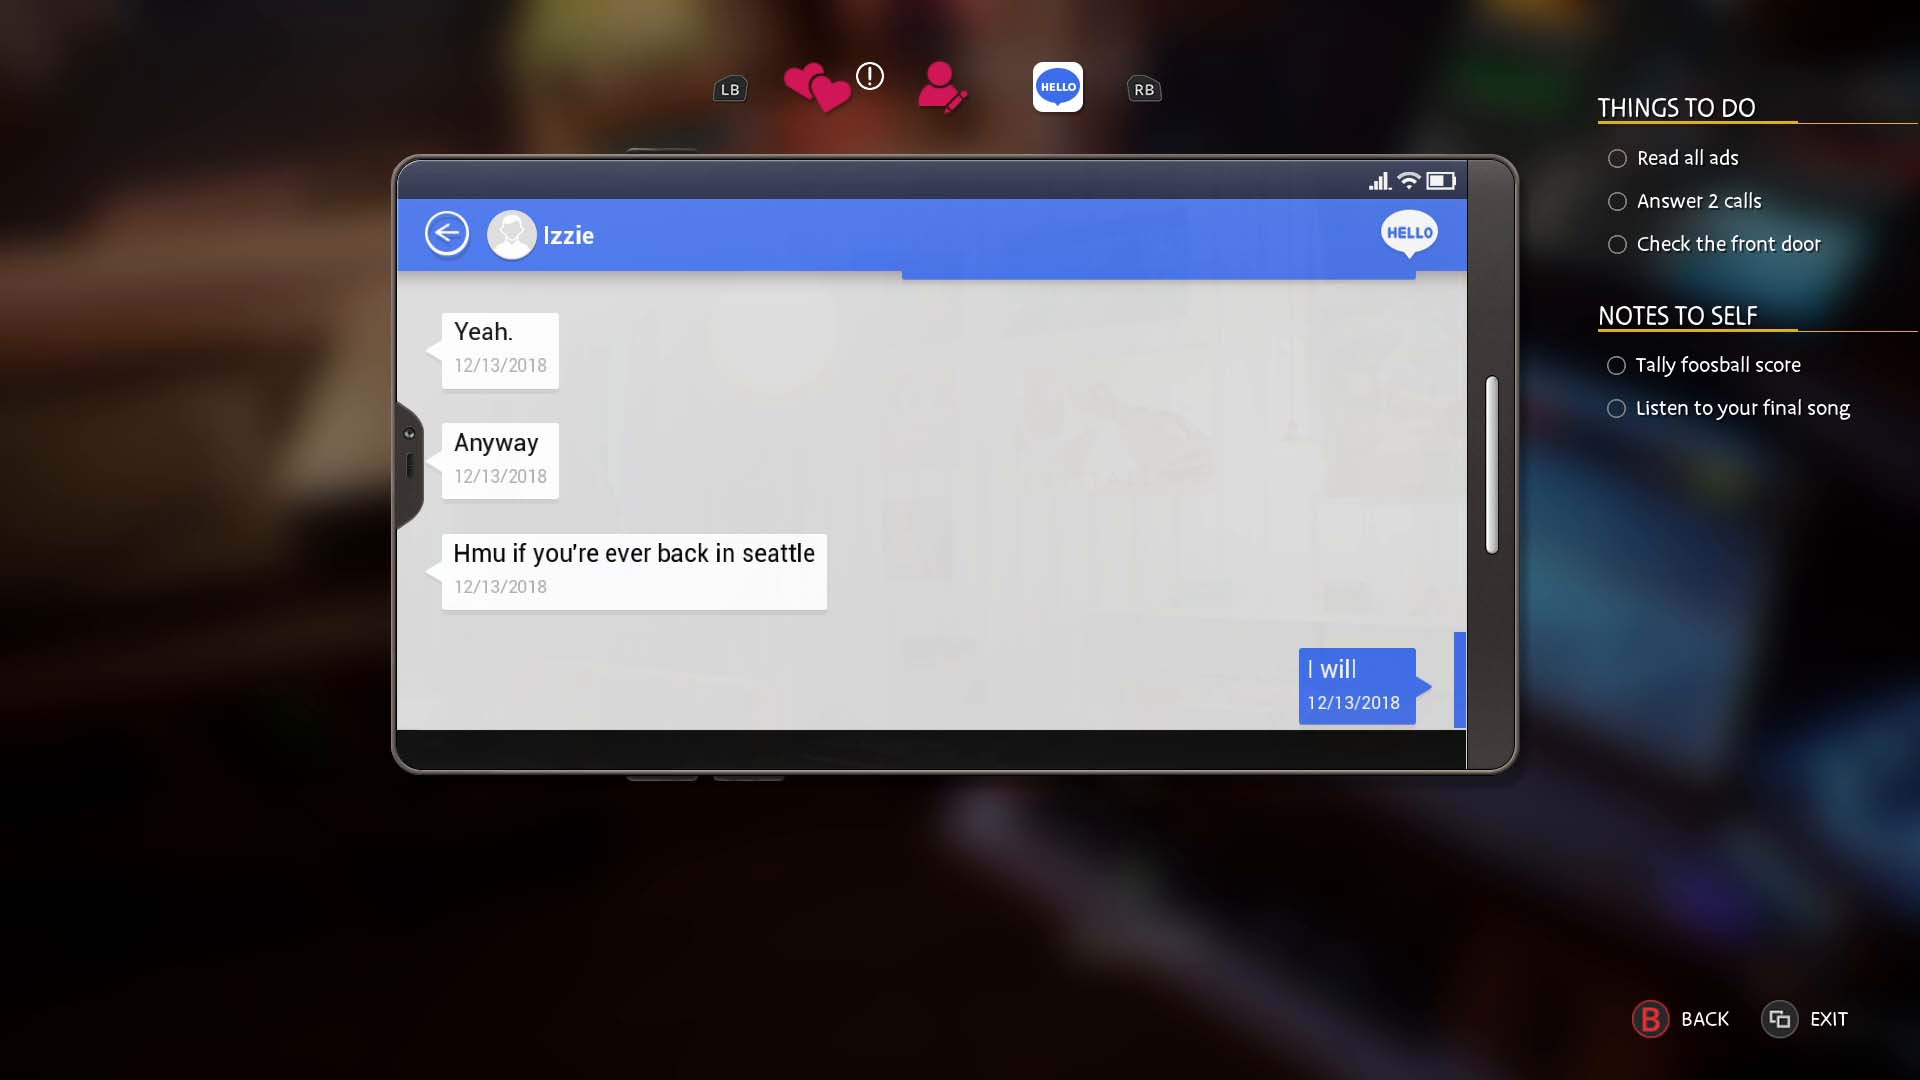 LB
HELLO
RB
THINGS TO DO
Read all ads
Answer 2 calls
Check the front door
NOTES TO SELF
Tally foosball score
Listen to your final song
Izzie
HELLO
Yeah.
12/13/2018
Anyway
12/13/2018
Hmu if you're ever back in seattle
12/13/2018
I will
12/13/2018
B BACK
EXIT